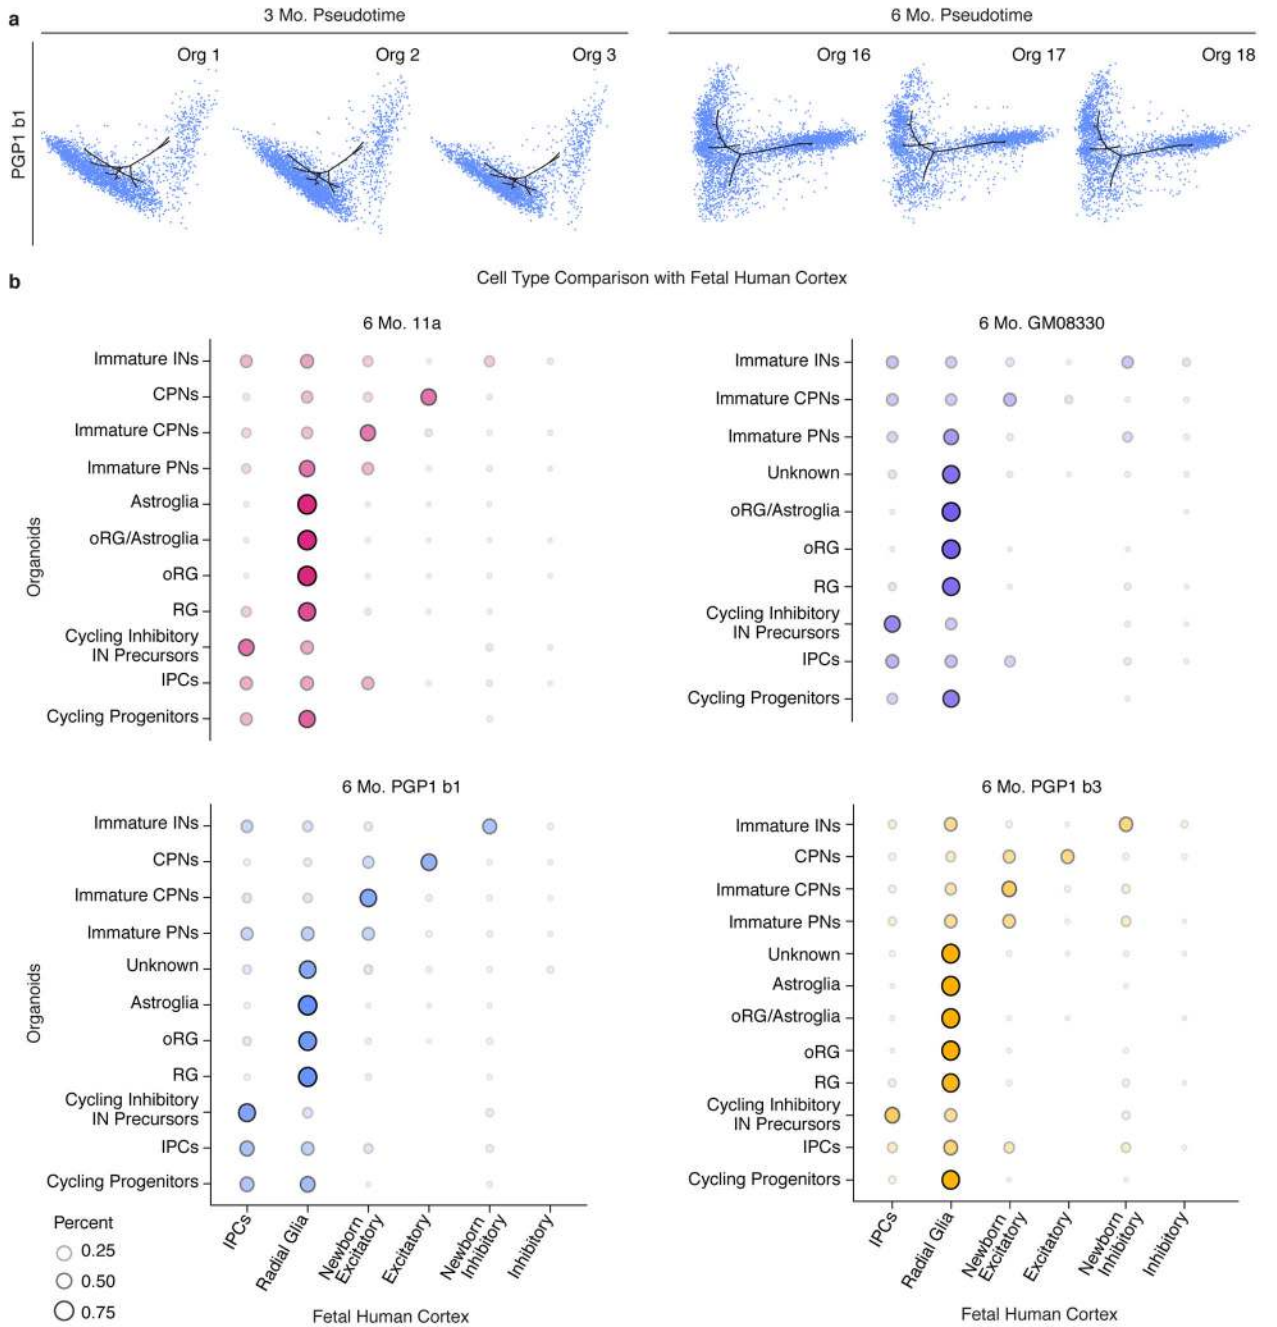 a
3 Mo. Pseudotime
6 Mo. Pseudotime
Org 1
Org 2
Org 3
Org 16
Org 17
Org 18
PGP1 b1
b
Cell Type Comparison with Fetal Human Cortex
6 Mo. 11a
Organoids
Immature INs
CPNs
Immature CPNs
Immature PNs
Astroglia
oRG/Astroglia
oRG
RG
Cycling Inhibitory
IN Precursors
IPCs
Cycling Progenitors
6 Mo. GM08330
Immature INs
Immature CPNs
Immature PNs
Unknown
oRG/Astroglia
oRG
RG
Cycling Inhibitory
IN Precursors
IPCs
Cycling Progenitors
6 Mo. PGP1 b1
Organoids
Immature INs
CPNs
Immature CPNs
Immature PNs
Unknown
Astroglia
oRG
RG
Cycling Inhibitory
IN Precursors
IPCs
Cycling Progenitors
IPCs
Radial Glia
Newborn
Excitatory
Excitatory
Newborn
Inhibitory
Inhibitory
Fetal Human Cortex
6 Mo. PGP1 b3
Immature INs
CPNs
Immature CPNs
Immature PNs
Unknown
Astroglia
oRG/Astroglia
oRG
RG
Cycling Inhibitory
IN Precursors
IPCs
Cycling Progenitors
IPCs
Radial Glia
Newborn
Excitatory
Excitatory
Newborn
Inhibitory
Inhibitory
Fetal Human Cortex
Percent
0.25
0.50
0.75